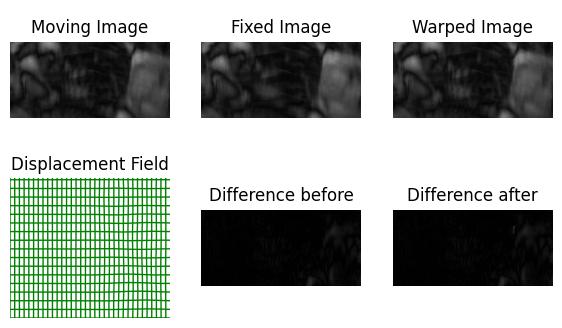 Moving Image
Fixed Image
Warped Image
Displacement Field
Difference before
Difference after